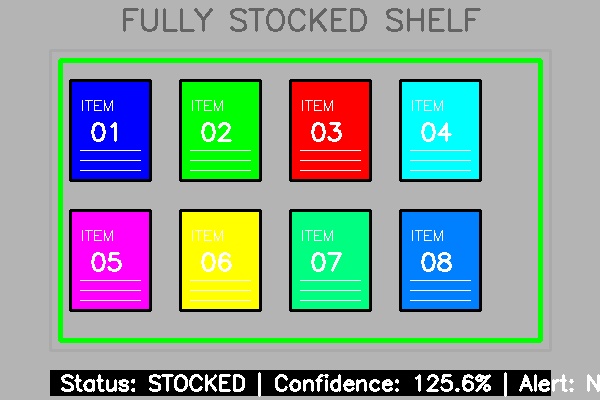 FULLY STOCKED SHELF
ITEM ITEM ITEM ITEM
01 02 03 04
ITEM ITEM ITEM ITEM
05 06 07 08
Status: STOCKED | Confidence: 125.6% | Alert: N